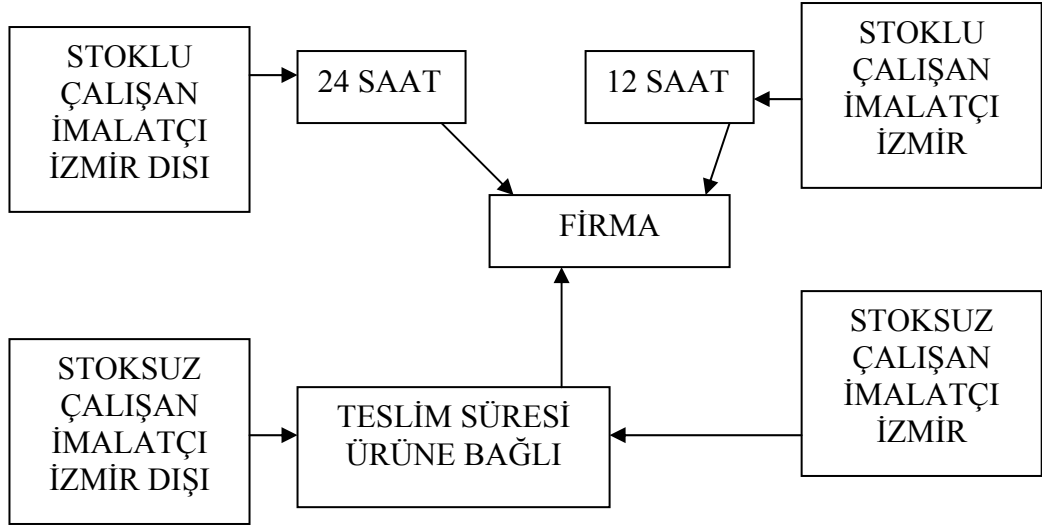 STOKLU
ÇALIŞAN
İMALATÇI
İZMİR DISI
24 SAAT
12 SAAT
STOKLU
ÇALIŞAN
İMALATÇI
İZMİR
FİRMA
STOKSUZ
ÇALIŞAN
İMALATÇI
İZMİR DIŞI
TESLİM SÜRESİ
ÜRÜNE BAĞLI
STOKSUZ
ÇALIŞAN
İMALATÇI
İZMİR